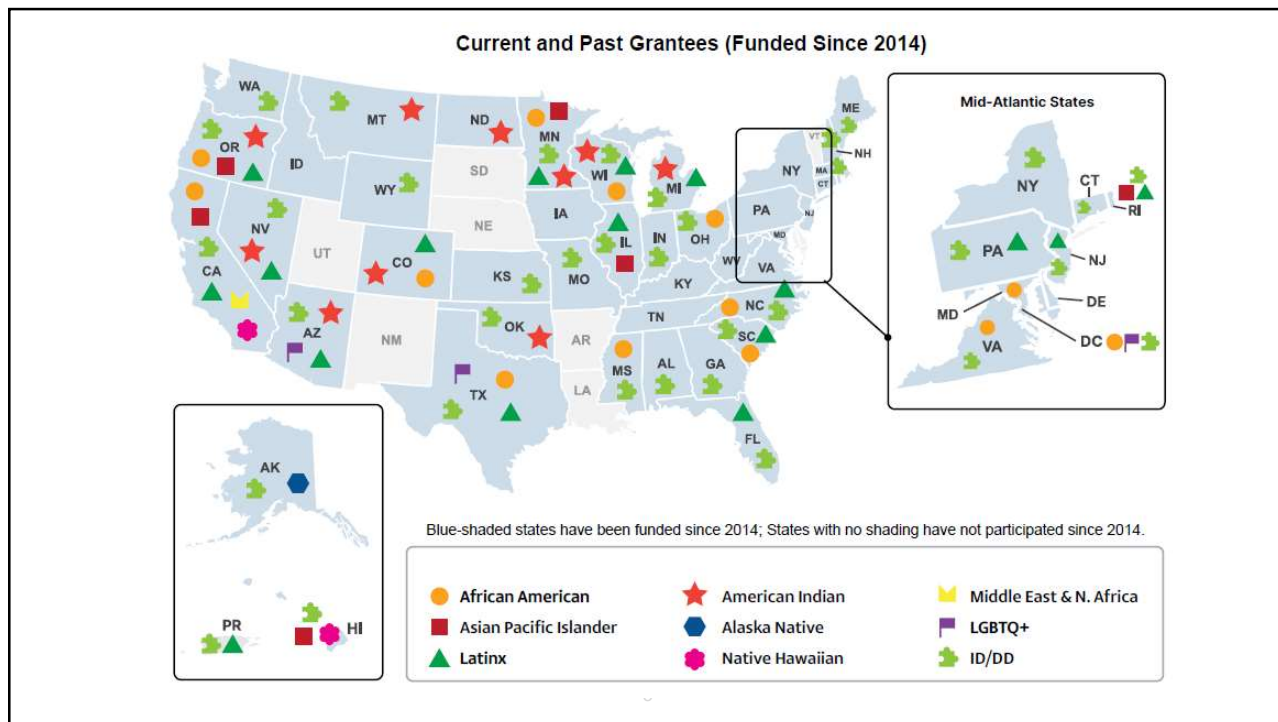 Current and Past Grantees (Funded Since 2014)
WA
MT
ND
MN
ME
OR
ID
WY
SD
WI
MI
NY
VT
NH
MA
CT
NV
UT
CO
NE
IA
IL
IN
OH
PA
NJ
MD
WV
VA
CA
KS
MO
KY
AZ
NM
OK
AR
TN
NC
SC
TX
LA
MS
AL
GA
FL
Mid-Atlantic States
NY
CT
RI
PA
NJ
MD
DE
VA
DC
AK
PR
HI
Blue-shaded states have been funded since 2014; States with no shading have not participated since 2014.
African American
American Indian
Middle East & N. Africa
Asian Pacific Islander
Alaska Native
LGBTQ+
Latinx
Native Hawaiian
ID/DD